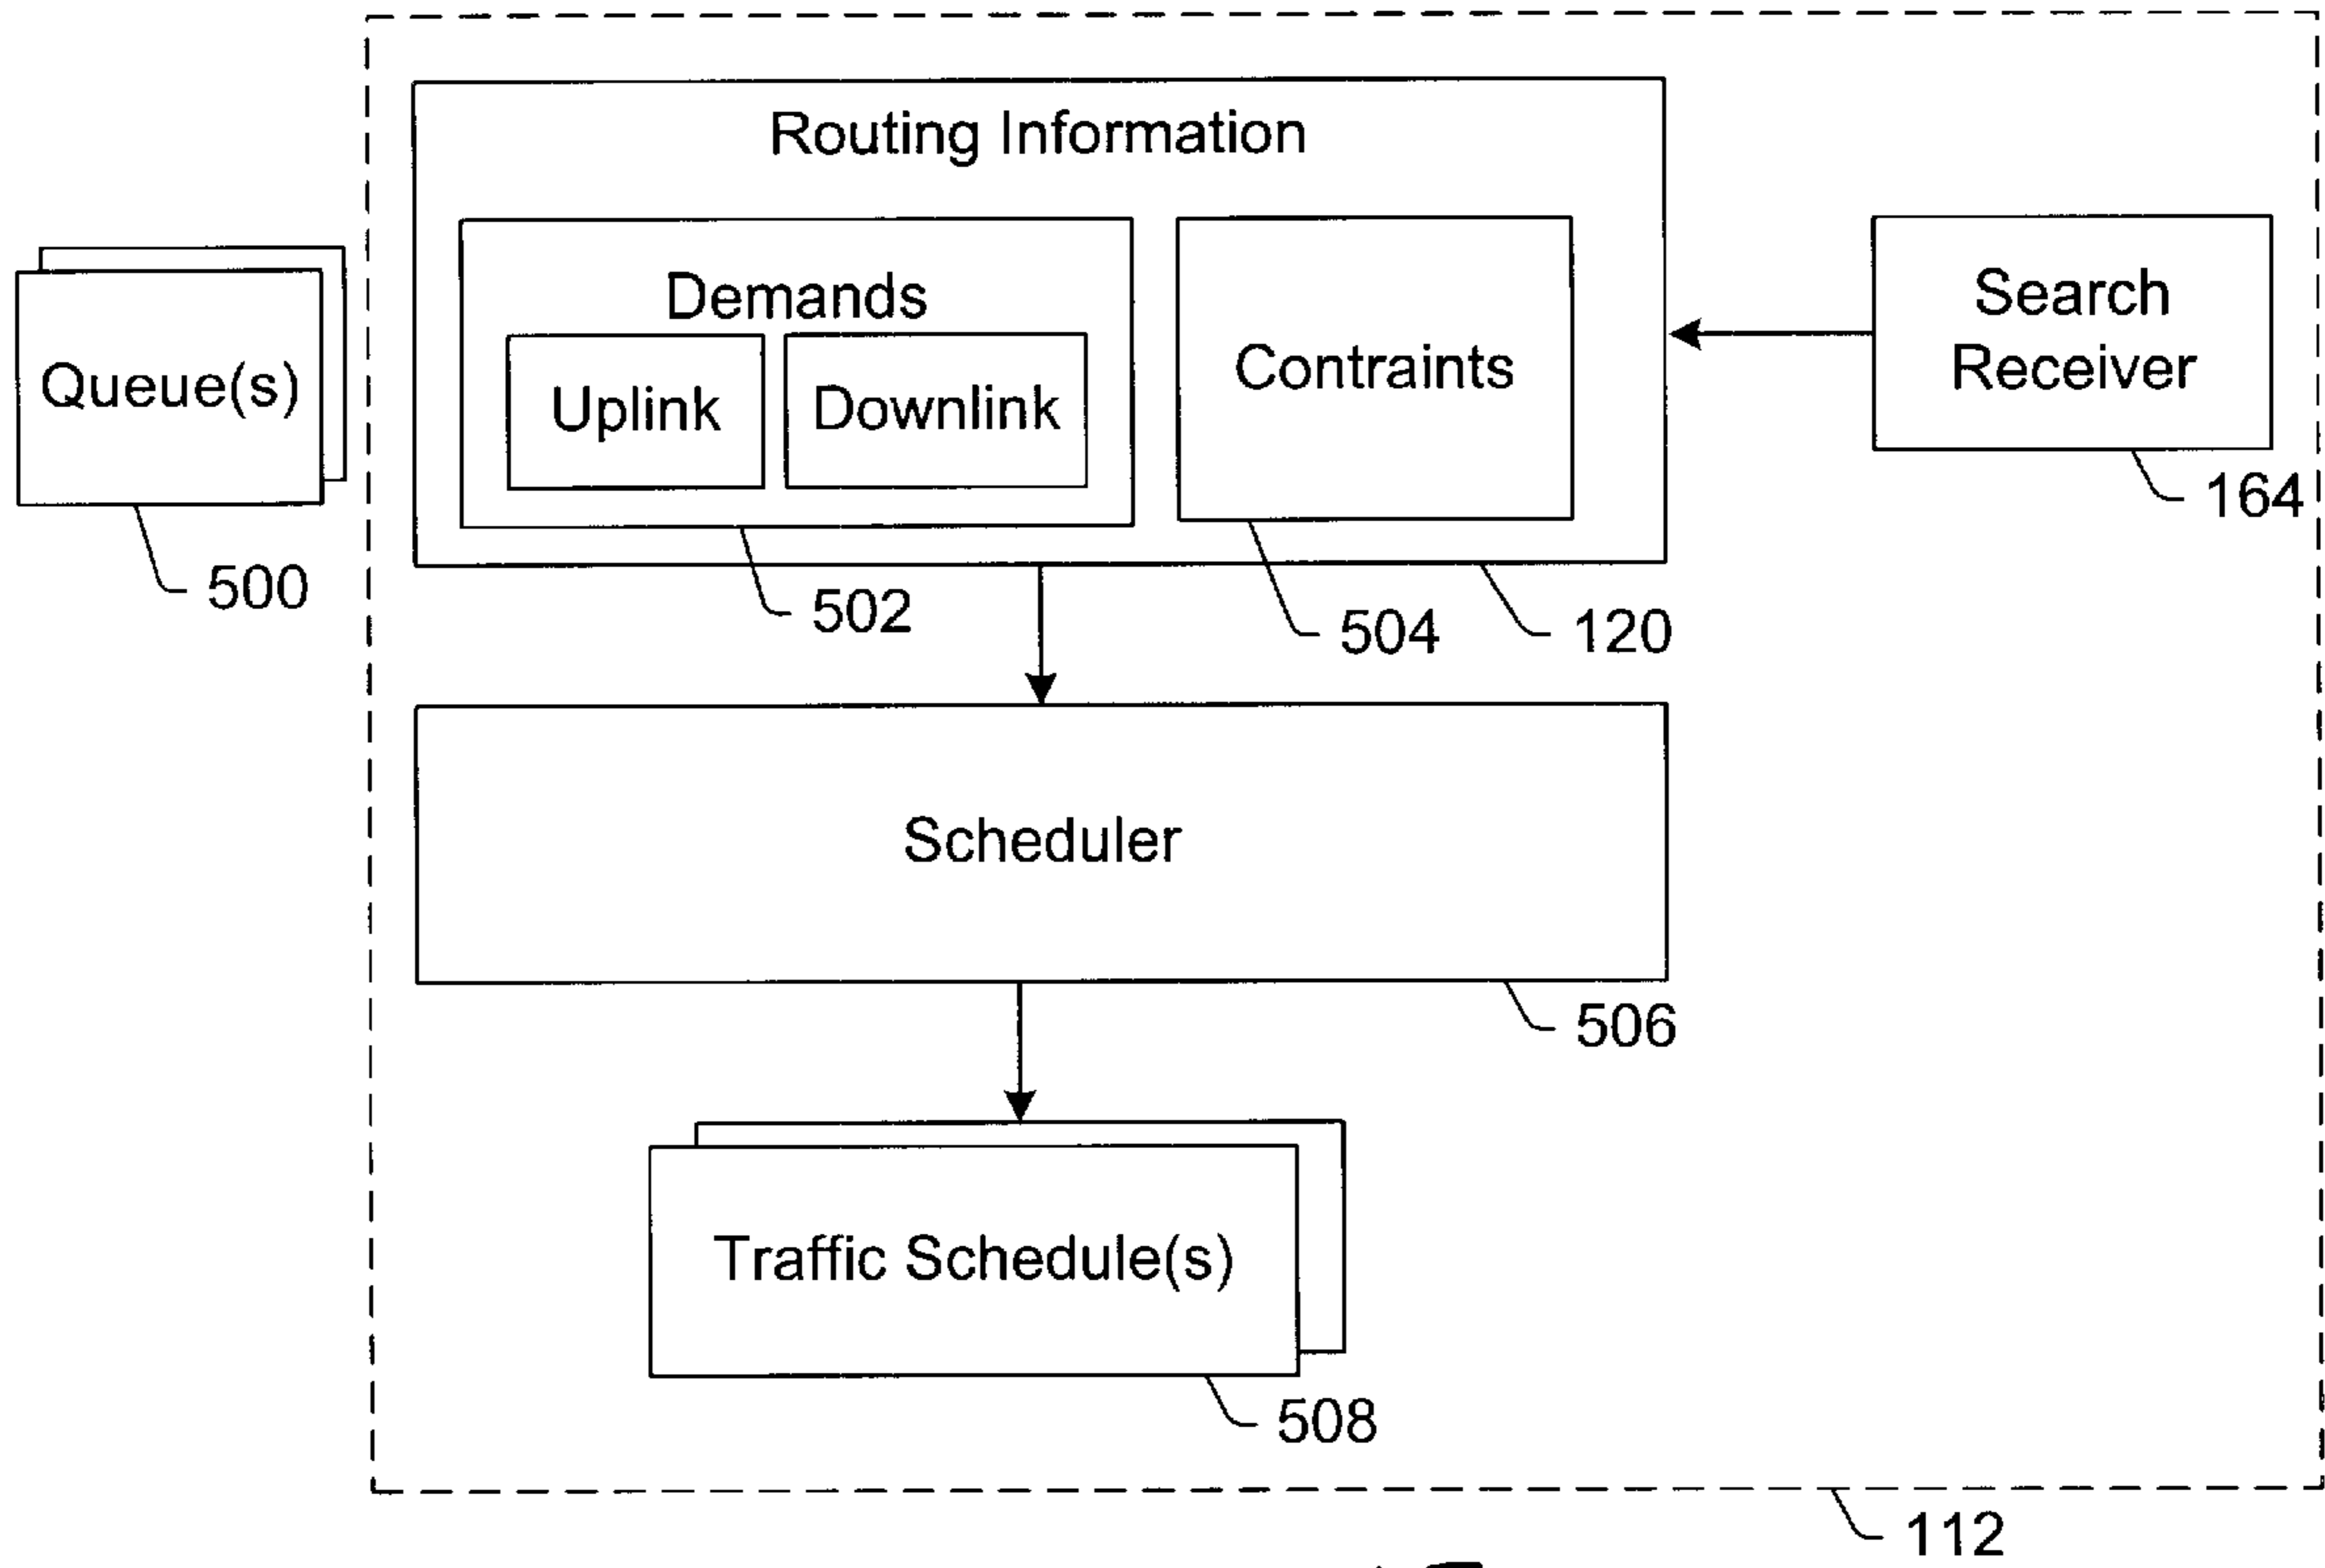 Routing Information
Demands
Uplink
Downlink
Contraints
Search
Receiver
164
Queue(s)
500
502
504
120
Scheduler
506
Traffic Schedule(s)
508
112